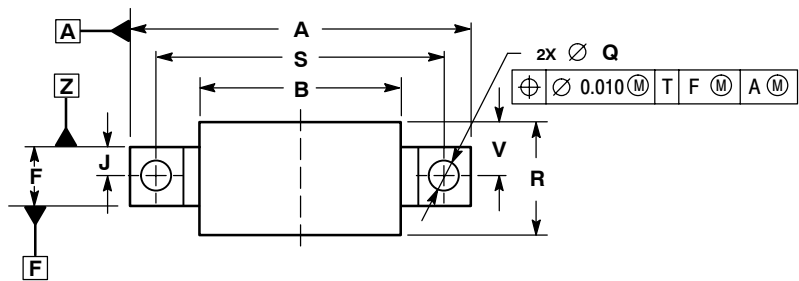 A
A
S
2X ∅ Q
⌖ ∅ 0.010 Ⓜ T F Ⓜ A Ⓜ
Z
B
J
V
F
R
F